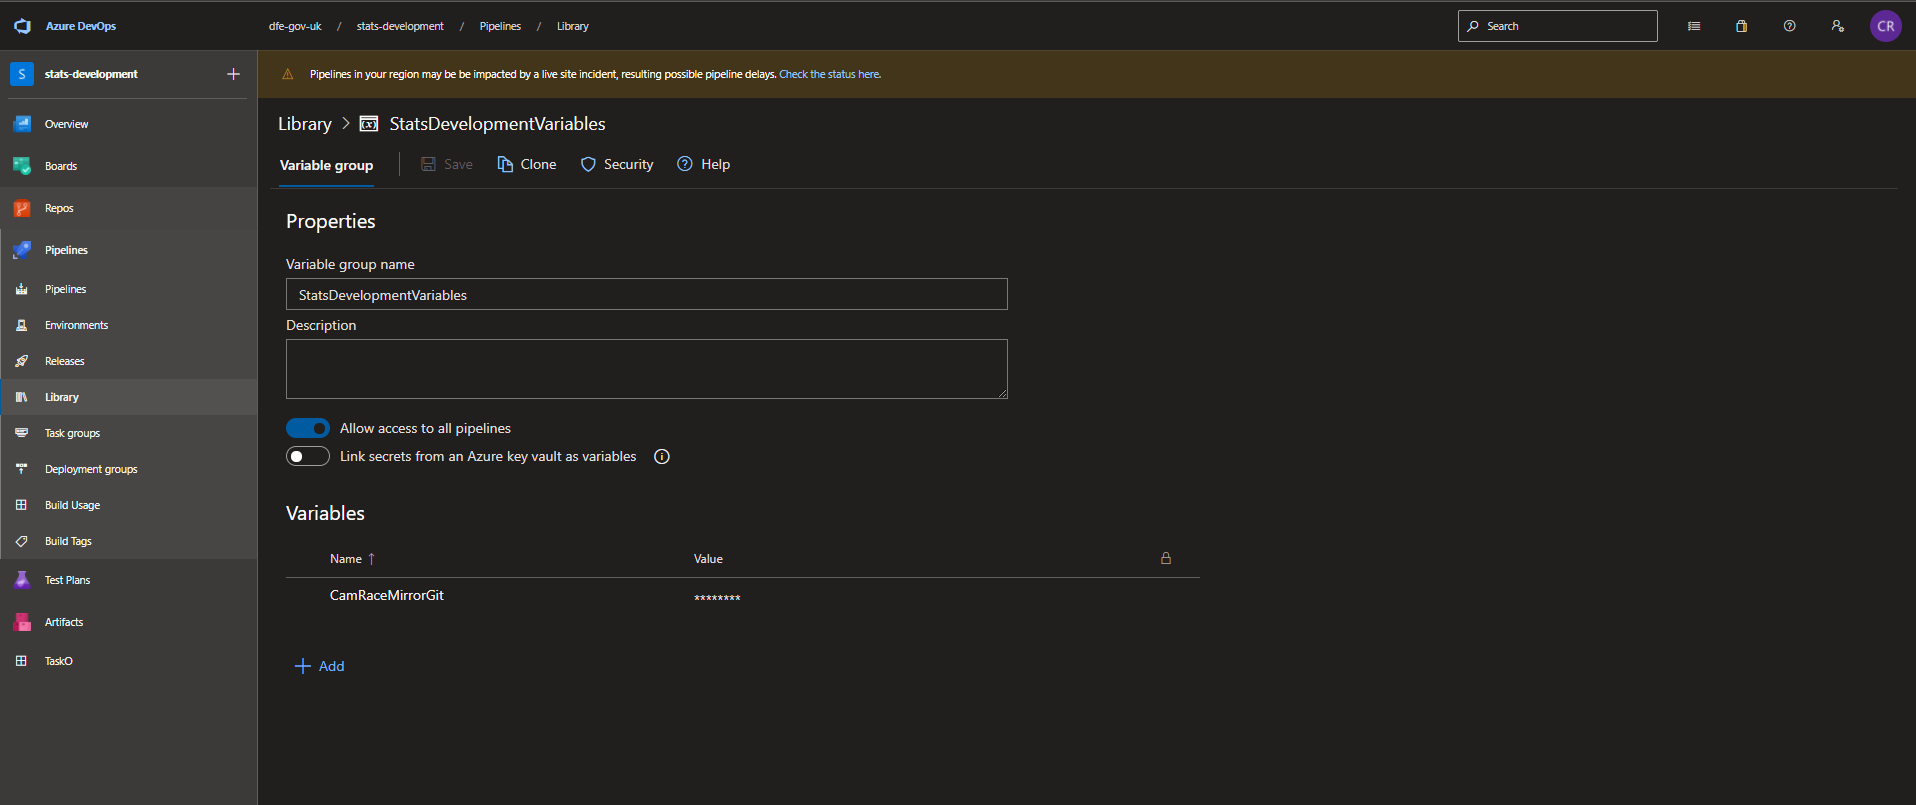 Azure DevOps
dfe-gov-uk / stats-development / Pipelines / Library
Search
CR
S stats-development
Pipelines in your region may be be impacted by a live site incident, resulting possible pipeline delays. Check the status here.
Overview
Boards
Repos
Pipelines
Pipelines
Environments
Releases
Library
Task groups
Deployment groups
Build Usage
Build Tags
Test Plans
Artifacts
TaskO
Library > (x) StatsDevelopmentVariables
Variable group Save Clone Security Help
Properties
Variable group name
StatsDevelopmentVariables
Description
Allow access to all pipelines
Link secrets from an Azure key vault as variables
Variables
Name ↑ Value
CamRaceMirrorGit ********
+ Add